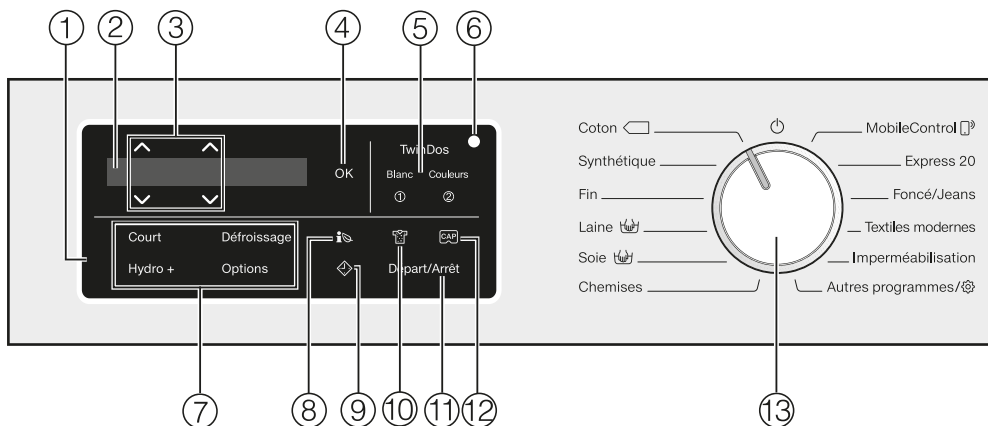 ① ② ③ ④ ⑤ ⑥
TwinDos
OK
Blanc Couleurs
① ②
Court Défroissage
Hydro + Options
CAP
Départ/Arrêt
Coton
Synthétique
Fin
Laine
Soie
Chemises
MobileControl
Express 20
Foncé/Jeans
Textiles modernes
Imperméabilisation
Autres programmes/
⑦ ⑧ ⑨ ⑩ ⑪ ⑫ ⑬